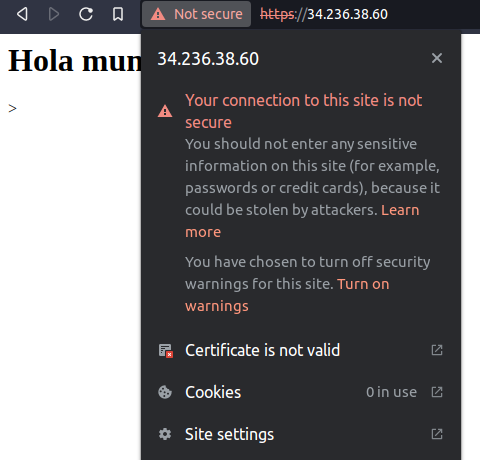 Not secure https://34.236.38.60
Hola mun
>
34.236.38.60
Your connection to this site is not
secure
You should not enter any sensitive
information on this site (for example,
passwords or credit cards), because it
could be stolen by attackers. Learn
more
You have chosen to turn off security
warnings for this site. Turn on
warnings
Certificate is not valid
Cookies 0 in use
Site settings